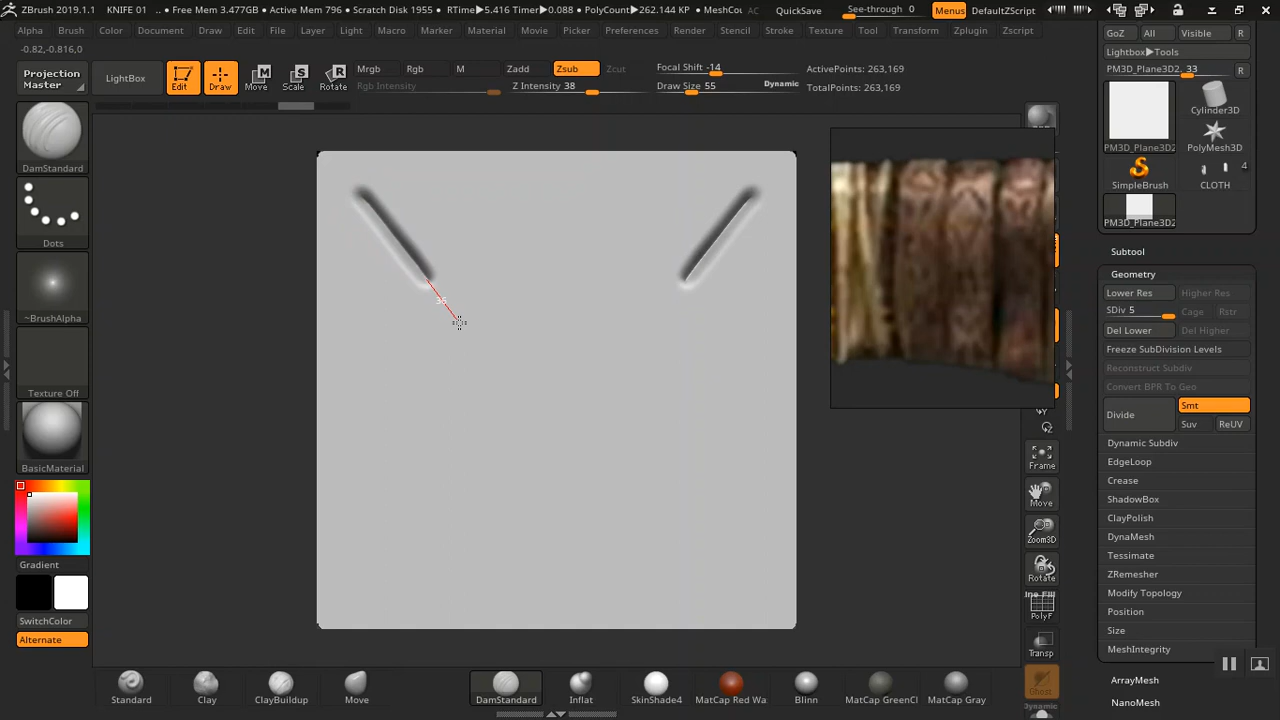 ZBrush 2019.1.1
KNIFE 01 • Free Mem 3.477GB • Active Mem 796 • Scratch Disk 1955 • RTime▶5.416 Timer▶0.088 • PolyCount▶262.144 KP • MeshCo
QuickSave
See-through 0
Menus
DefaultZScript
Alpha Brush Color Document Draw Edit File Layer Light Macro Marker Material Movie Picker Preferences Render Stencil Stroke Texture Tool Transform Zplugin Zscript
-0.82,-0.816,0
Projection Master
LightBox
Edit
Draw
Move
Scale
Rotate
Mrgb
Rgb
M
Zadd
Zsub
Zcut
Rgb Intensity
Z Intensity 38
Focal Shift -14
Draw Size 55
Dynamic
ActivePoints: 263,169
TotalPoints: 263,169
DamStandard
Dots
~BrushAlpha
Texture Off
BasicMaterial
Gradient
SwitchColor
Alternate
36
GoZ All Visible R
Lightbox▶Tools
PM3D_Plane3D2. 33
R
PM3D_Plane3D2
Cylinder3D
PolyMesh3D
SimpleBrush
4
CLOTH
PM3D_Plane3D2
Subtool
Geometry
Lower Res Higher Res
SDiv 5 Cage Rstr
Del Lower Del Higher
Freeze SubDivision Levels
Reconstruct Subdiv
Convert BPR To Geo
Divide
Smt
Suv ReUV
Dynamic Subdiv
EdgeLoop
Crease
ShadowBox
ClayPolish
DynaMesh
Tessimate
ZRemesher
Modify Topology
Position
Size
MeshIntegrity
ArrayMesh
NanoMesh
Frame
Move
Zoom3D
Rotate
PolyF
Transp
Ghost
Dynamic
Standard
Clay
ClayBuildup
Move
DamStandard
Inflat
SkinShade4
MatCap Red Wa
Blinn
MatCap GreenCl
MatCap Gray